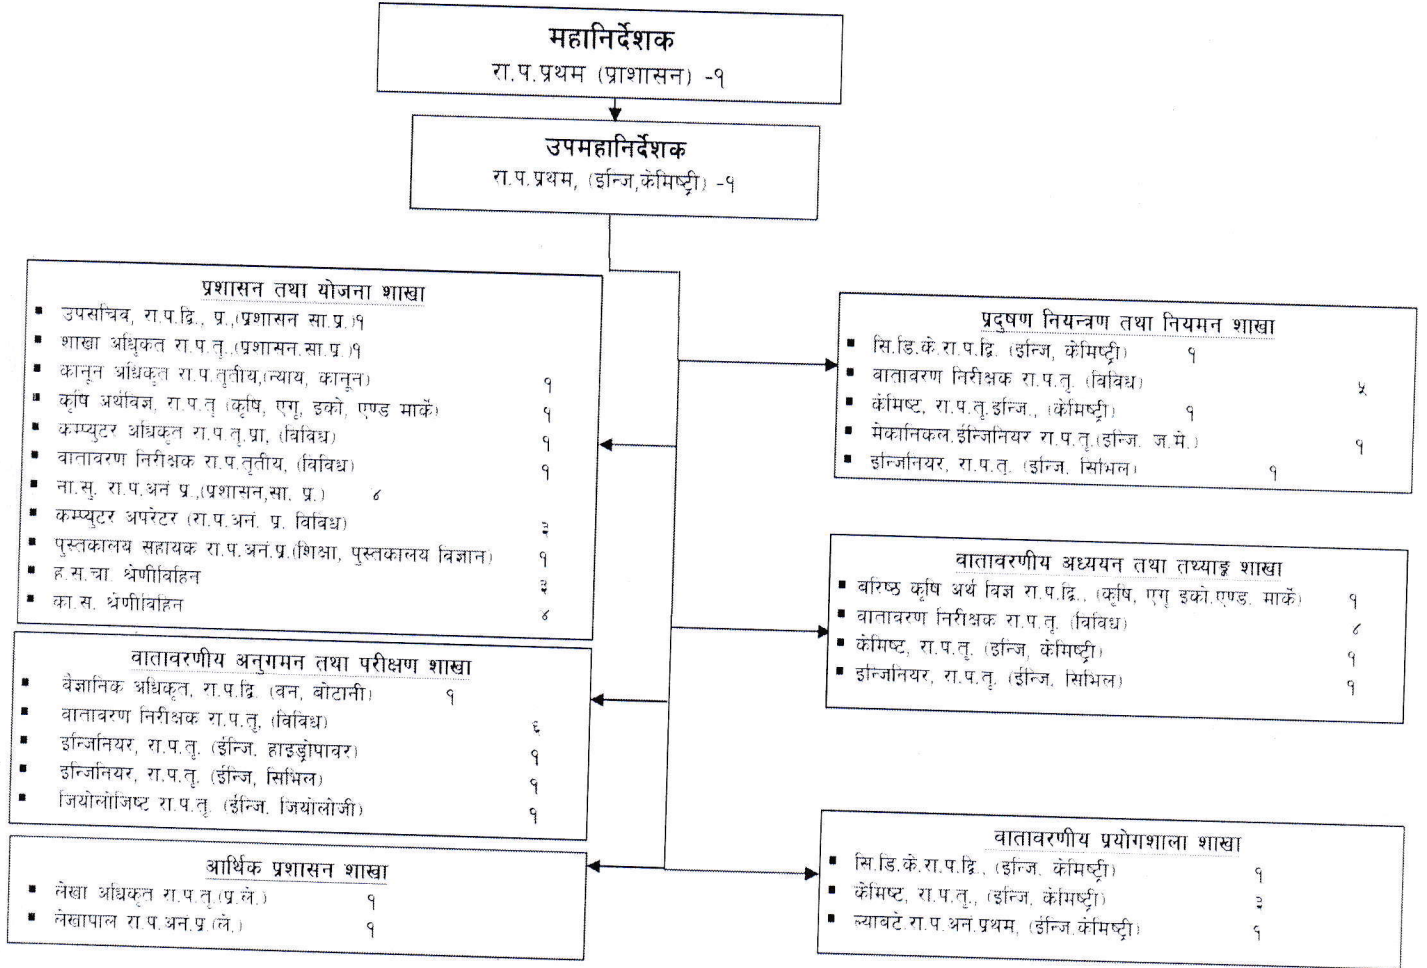 महानिर्देशक
रा.प.प्रथम (प्राशासन) -१
उपमहानिर्देशक
रा.प.प्रथम, (इन्जि,केमिष्ट्री) -१
प्रशासन तथा योजना शाखा
▪ उपसचिव, रा.प.द्वि., प्र.,(प्रशासन सा.प्र.)१
▪ शाखा अधिकृत रा.प.तृ.,(प्रशासन.सा.प्र.)१
▪ कानून अधिकृत रा.प.तृतीय,(न्याय, कानून) १
▪ कृषि अर्थविज्ञ, रा.प.तृ (कृषि, एगृ, इको, एण्ड मार्के) १
▪ कम्प्युटर अधिकृत रा.प.तृ.प्रा, (विविध) १
▪ वातावरण निरीक्षक रा.प.तृतीय, (विविध) १
▪ ना.सु. रा.प.अनं प्र.,(प्रशासन,सा. प्र.) ४
▪ कम्प्युटर अपरेटर (रा.प.अनं. प्र. विविध) ३
▪ पुस्तकालय सहायक रा.प.अनं.प्र.(शिक्षा, पुस्तकालय विज्ञान) १
▪ ह.स.चा. श्रेणीविहिन ३
▪ का.स. श्रेणीविहिन ४
वातावरणीय अनुगमन तथा परीक्षण शाखा
▪ वैज्ञानिक अधिकृत, रा.प.द्वि. (वन, बोटानी) १
▪ वातावरण निरीक्षक रा.प.तृ, (विविध) ६
▪ इन्जिनियर, रा.प.तृ. (ईन्जि. हाइड्रोपावर) १
▪ इन्जिनियर, रा.प.तृ. (ईन्जि, सिभिल) १
▪ जियोलोजिष्ट रा.प.तृ. (ईन्जि. जियोलोजी) १
आर्थिक प्रशासन शाखा
▪ लेखा अधिकृत रा.प.तृ.(प्र.ले.) १
▪ लेखापाल रा.प.अन.प्र.(ले.) १
प्रदुषण नियन्त्रण तथा नियमन शाखा
▪ सि.डि.के.रा.प.द्वि. (इन्जि, केमिष्ट्री) १
▪ वातावरण निरीक्षक रा.प.तृ. (विविध) ५
▪ केमिष्ट, रा.प.तृ.इन्जि., (केमिष्ट्री) १
▪ मेकानिकल.ईन्जिनियर रा.प.तृ.(इन्जि. ज.मे.) १
▪ इन्जिनियर, रा.प.तृ. (इन्जि. सिभिल) १
वातावरणीय अध्ययन तथा तथ्याङ्क शाखा
▪ वरिष्ठ कृषि अर्थ विज्ञ रा.प.द्वि., (कृषि, एगृ इको.एण्ड. मार्के) १
▪ वातावरण निरीक्षक रा.प.तृ. (विविध) ४
▪ केमिष्ट, रा.प.तृ. (इन्जि, केमिष्ट्री) १
▪ इन्जिनियर, रा.प.तृ. (ईन्जि. सिभिल) १
वातावरणीय प्रयोगशाला शाखा
▪ सि.डि.के.रा.प.द्वि., (इन्जि. केमिष्ट्री) १
▪ केमिष्ट, रा.प.तृ., (इन्जि. केमिष्ट्री) ३
▪ ल्याबटे.रा.प.अनं.प्रथम, (ईन्जि.केमिष्ट्री) १